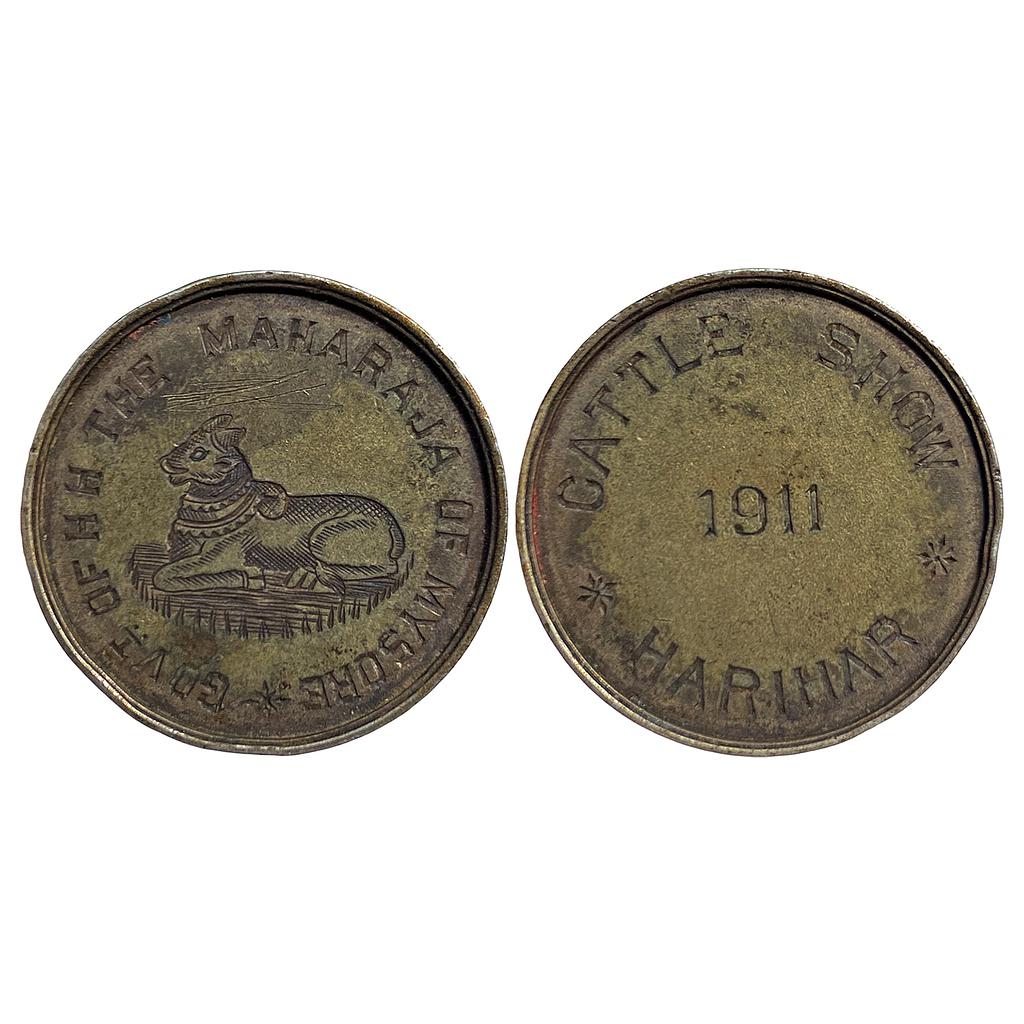 GOVT OF H H THE MAHARAJA OF MYSORE
CATTLE SHOW
1911
HARIHAR